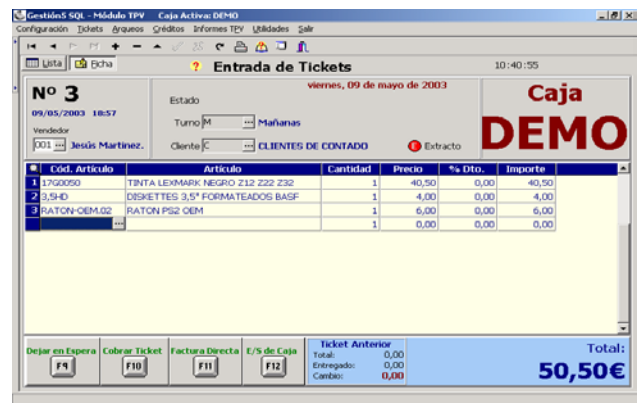 Gestión5 SQL - Módulo TPV Caja Activa: DEMO
Configuración Tickets Arqueos Créditos Informes TPV Utilidades Salir
Lista Ficha ? Entrada de Tickets 10:40:55
Nº 3
09/05/2003 18:57
Vendedor
001 ... Jesús Martínez.
viernes, 09 de mayo de 2003
Estado
Turno M ... Mañanas
Cliente C ... CLIENTES DE CONTADO Extracto
Caja
DEMO
Cód. Artículo Artículo Cantidad Precio % Dto. Importe
1 17G0050 TINTA LEXMARK NEGRO Z12 Z22 Z32 1 40,50 0,00 40,50
2 3,5HD DISKETTES 3,5" FORMATEADOS BASF 1 4,00 0,00 4,00
3 RATON-OEM.02 RATON PS2 OEM 1 6,00 0,00 6,00
... 1 0,00 0,00 0,00
Dejar en Espera Cobrar Ticket Factura Directa E/S de Caja
F9 F10 F11 F12
Ticket Anterior
Total: 0,00
Entregado: 0,00
Cambio: 0,00
Total:
50,50€